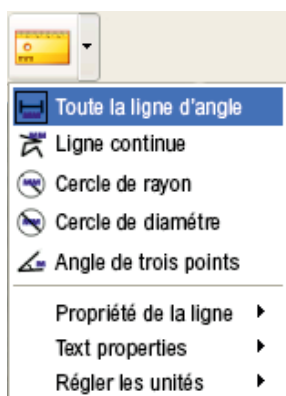 Toute la ligne d'angle
Ligne continue
Cercle de rayon
Cercle de diamétre
Angle de trois points
Propriété de la ligne
Text properties
Régler les unités